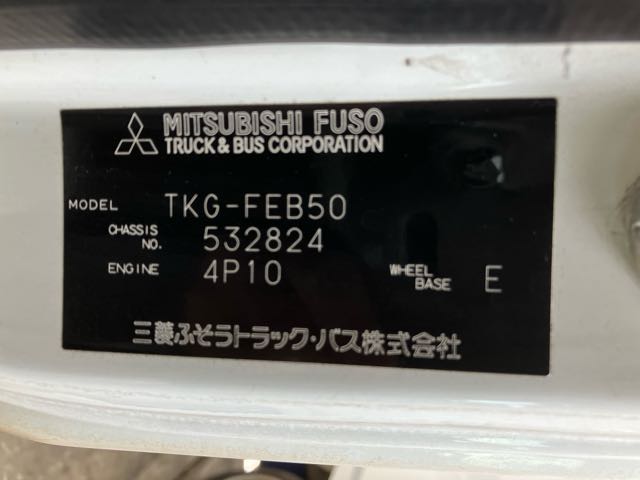 MITSUBISHI FUSO
TRUCK & BUS CORPORATION
MODEL TKG-FEB50
CHASSIS NO. 532824
ENGINE 4P10 WHEEL BASE E
三菱ふそうトラック・バス株式会社